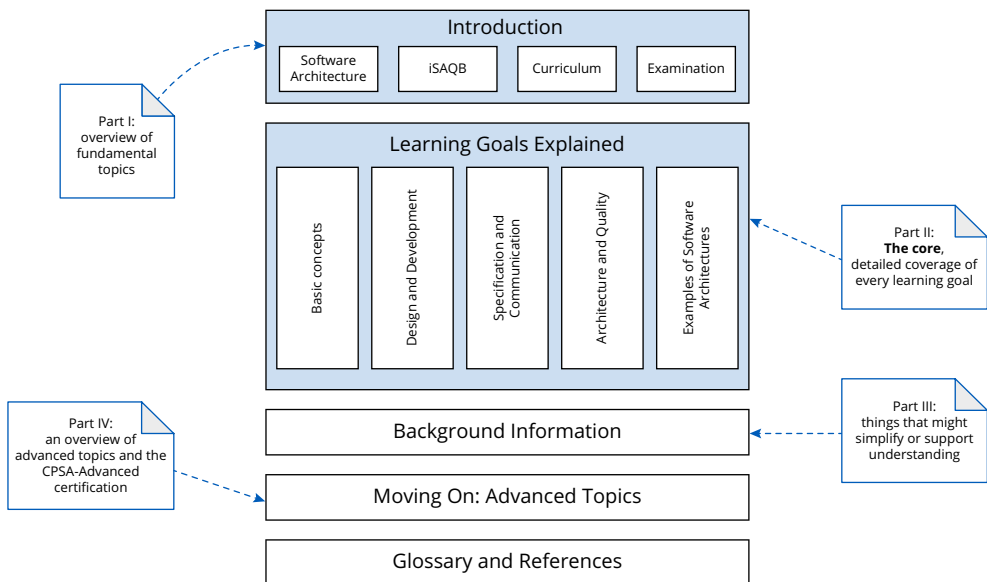 Introduction
Software
Architecture
iSAQB
Curriculum
Examination
Part I:
overview of
fundamental
topics
Learning Goals Explained
Basic concepts
Design and Development
Specification and
Communication
Architecture and Quality
Examples of Software
Architectures
Part II:
The core,
detailed coverage of
every learning goal
Background Information
Part III:
things that might
simplify or support
understanding
Part IV:
an overview of
advanced topics and the
CPSA-Advanced
certification
Moving On: Advanced Topics
Glossary and References